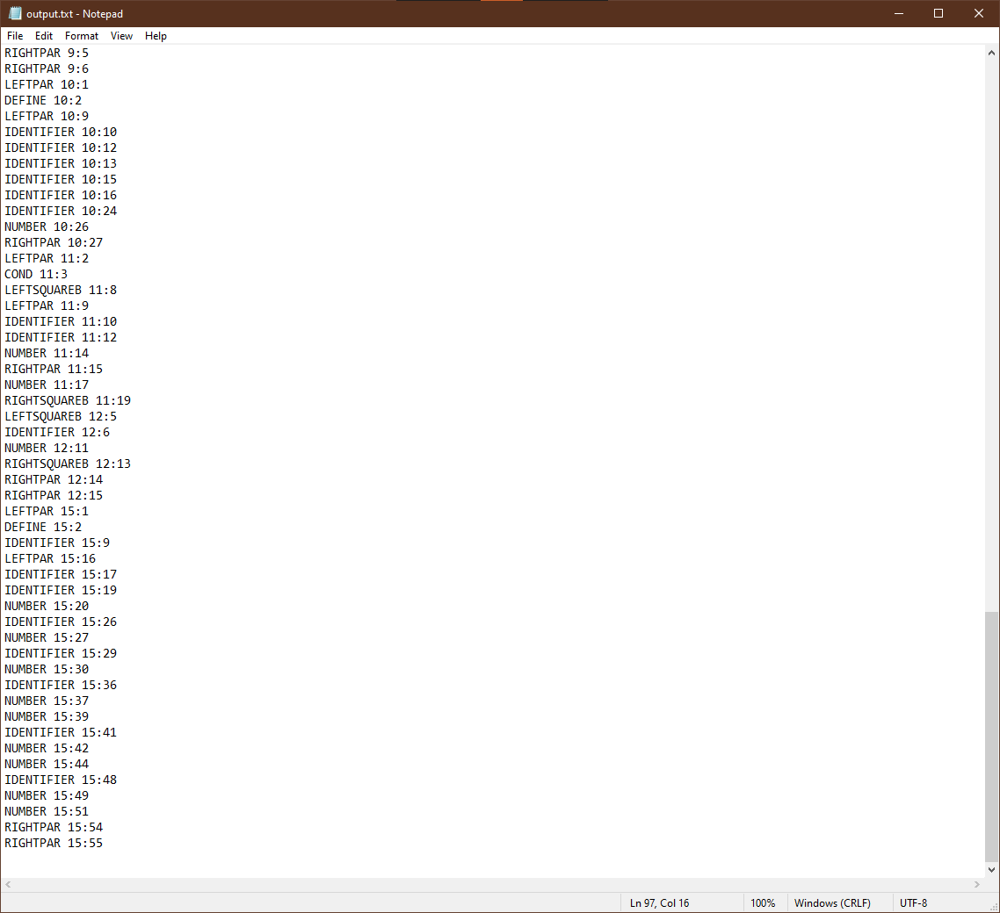 output.txt - Notepad
File Edit Format View Help
RIGHTPAR 9:5
RIGHTPAR 9:6
LEFTPAR 10:1
DEFINE 10:2
LEFTPAR 10:9
IDENTIFIER 10:10
IDENTIFIER 10:12
IDENTIFIER 10:13
IDENTIFIER 10:15
IDENTIFIER 10:16
IDENTIFIER 10:24
NUMBER 10:26
RIGHTPAR 10:27
LEFTPAR 11:2
COND 11:3
LEFTSQUAREB 11:8
LEFTPAR 11:9
IDENTIFIER 11:10
IDENTIFIER 11:12
NUMBER 11:14
RIGHTPAR 11:15
NUMBER 11:17
RIGHTSQUAREB 11:19
LEFTSQUAREB 12:5
IDENTIFIER 12:6
NUMBER 12:11
RIGHTSQUAREB 12:13
RIGHTPAR 12:14
RIGHTPAR 12:15
LEFTPAR 15:1
DEFINE 15:2
IDENTIFIER 15:9
LEFTPAR 15:16
IDENTIFIER 15:17
IDENTIFIER 15:19
NUMBER 15:20
IDENTIFIER 15:26
NUMBER 15:27
IDENTIFIER 15:29
NUMBER 15:30
IDENTIFIER 15:36
NUMBER 15:37
NUMBER 15:39
IDENTIFIER 15:41
NUMBER 15:42
NUMBER 15:44
IDENTIFIER 15:48
NUMBER 15:49
NUMBER 15:51
RIGHTPAR 15:54
RIGHTPAR 15:55
Ln 97, Col 16 100% Windows (CRLF) UTF-8